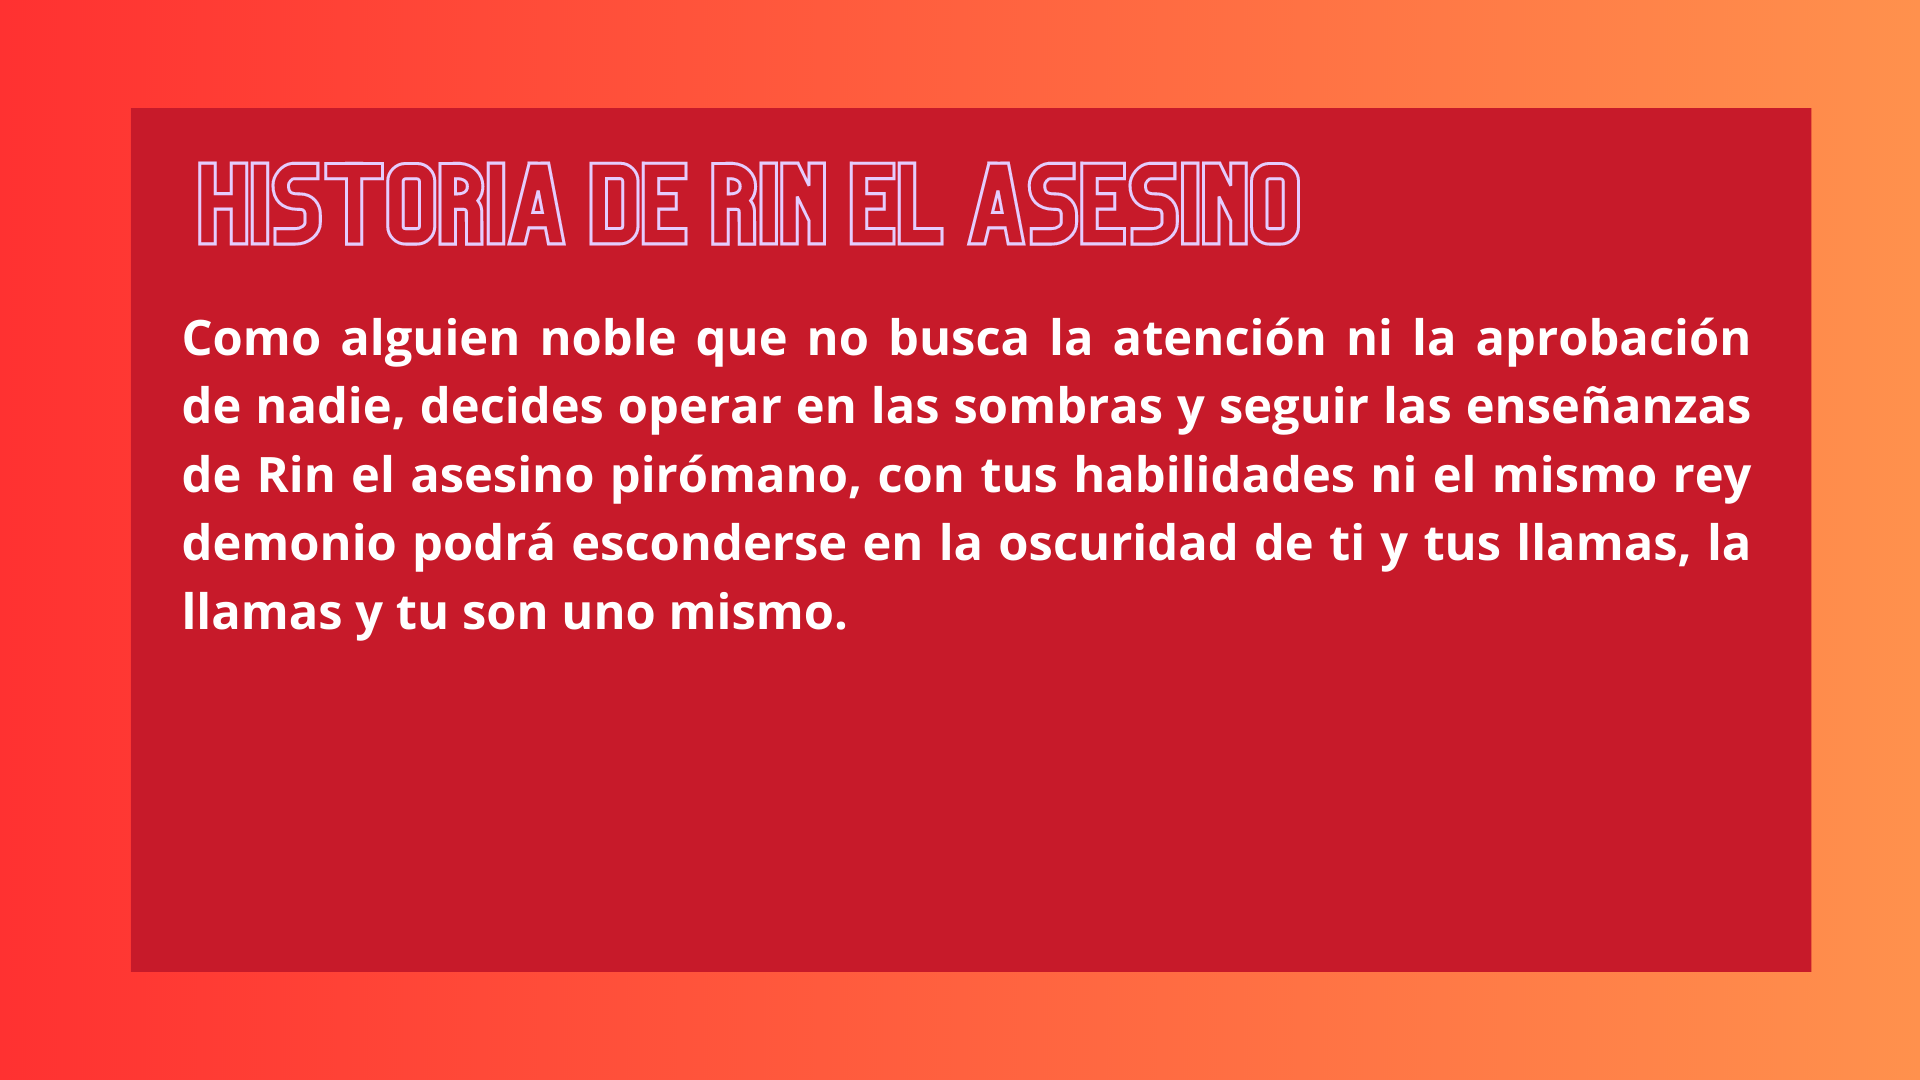 HISTORIA DE RIN EL ASESINO
Como alguien noble que no busca la atención ni la aprobación
de nadie, decides operar en las sombras y seguir las enseñanzas
de Rin el asesino pirómano, con tus habilidades ni el mismo rey
demonio podrá esconderse en la oscuridad de ti y tus llamas, la
llamas y tu son uno mismo.